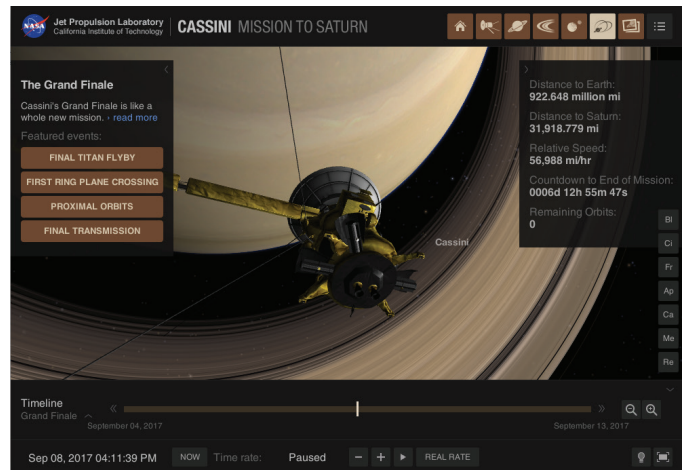 NASA
Jet Propulsion Laboratory
California Institute of Technology
CASSINI MISSION TO SATURN
The Grand Finale
Cassini's Grand Finale is like a
whole new mission. › read more
Featured events:
FINAL TITAN FLYBY
FIRST RING PLANE CROSSING
PROXIMAL ORBITS
FINAL TRANSMISSION
Distance to Earth:
922.648 million mi
Distance to Saturn:
31,918.779 mi
Relative Speed:
56,988 mi/hr
Countdown to End of Mission:
0006d 12h 55m 47s
Remaining Orbits:
0
Cassini
Bl
Ci
Fr
Ap
Ca
Me
Re
Timeline
Grand Finale
September 04, 2017
September 13, 2017
Sep 08, 2017 04:11:39 PM
NOW
Time rate:
Paused
REAL RATE